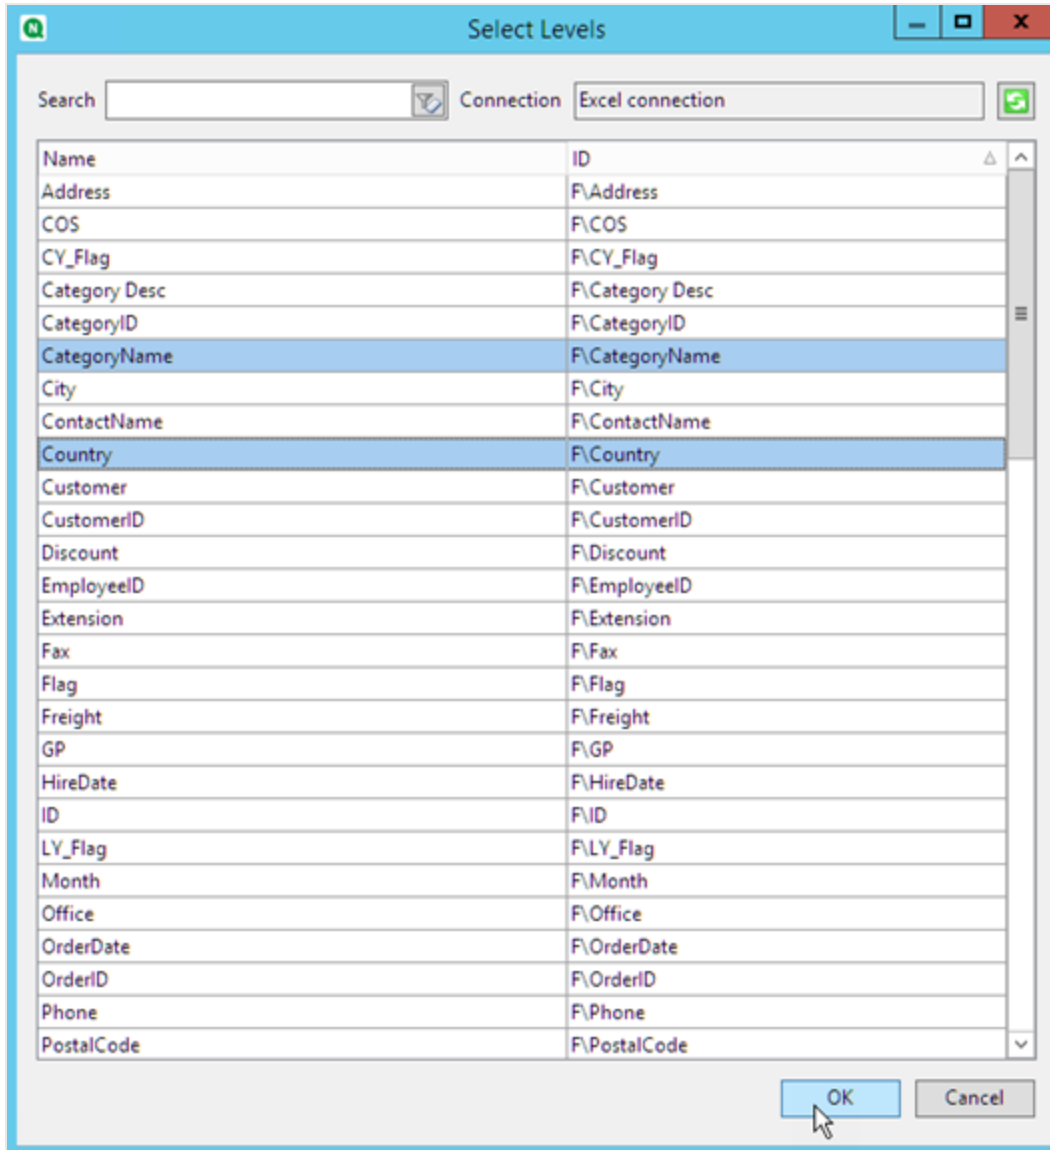 N
Select Levels
Search Connection Excel connection
Name ID
Address F\Address
COS F\COS
CY_Flag F\CY_Flag
Category Desc F\Category Desc
CategoryID F\CategoryID
CategoryName F\CategoryName
City F\City
ContactName F\ContactName
Country F\Country
Customer F\Customer
CustomerID F\CustomerID
Discount F\Discount
EmployeeID F\EmployeeID
Extension F\Extension
Fax F\Fax
Flag F\Flag
Freight F\Freight
GP F\GP
HireDate F\HireDate
ID F\ID
LY_Flag F\LY_Flag
Month F\Month
Office F\Office
OrderDate F\OrderDate
OrderID F\OrderID
Phone F\Phone
PostalCode F\PostalCode
OK Cancel